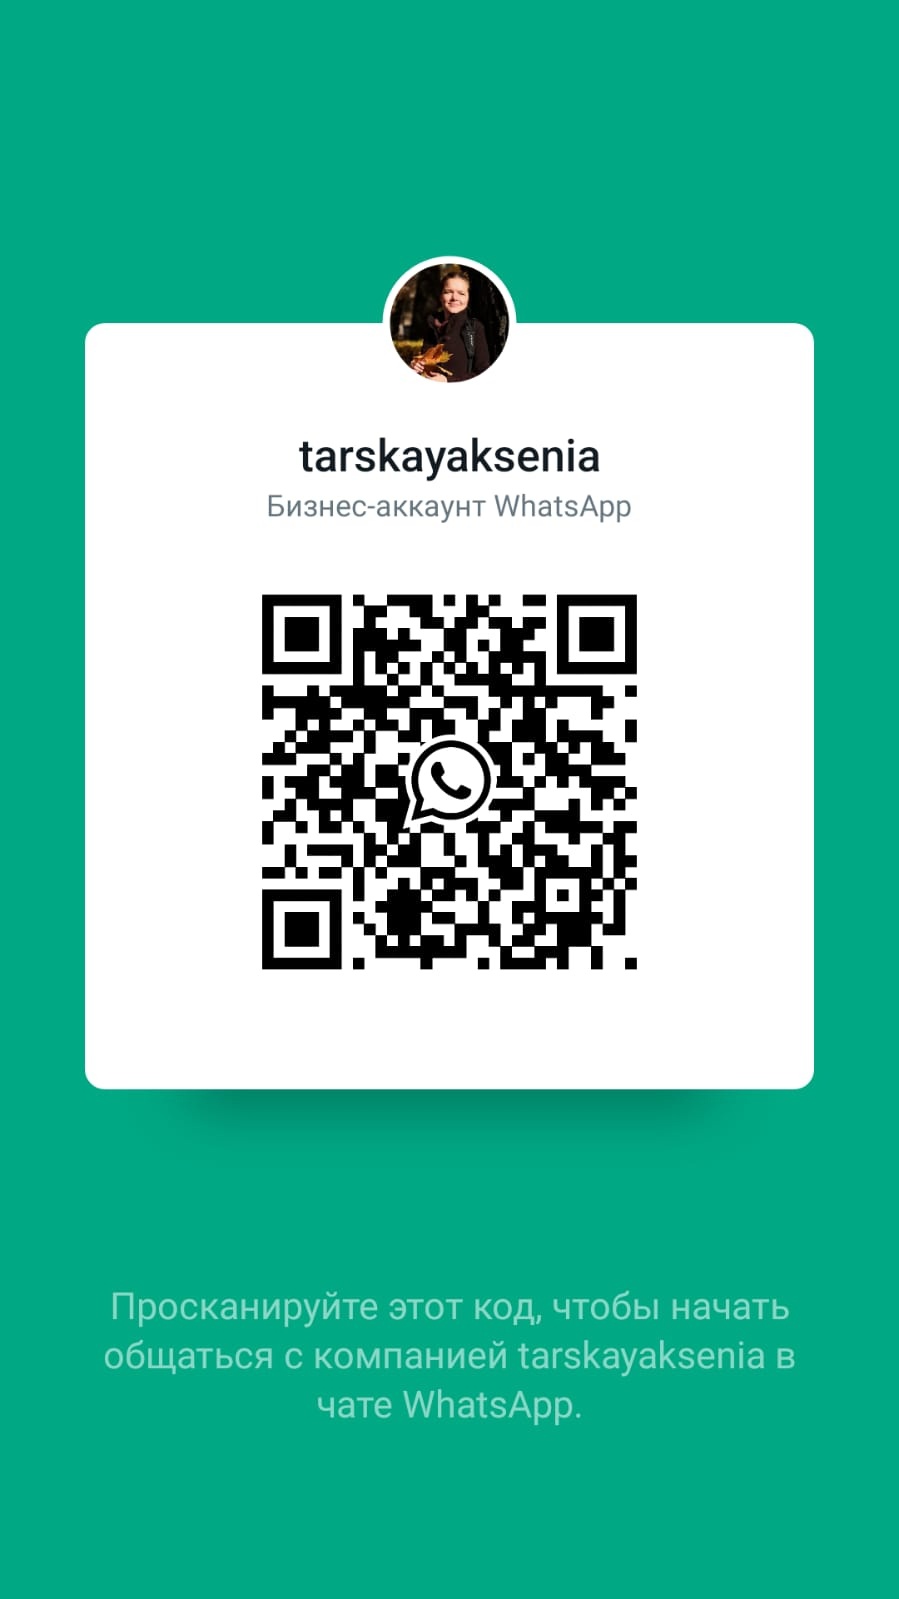 tarskayaksenia
Бизнес-аккаунт WhatsApp
Просканируйте этот код, чтобы начать
общаться с компанией tarskayaksenia в
чате WhatsApp.